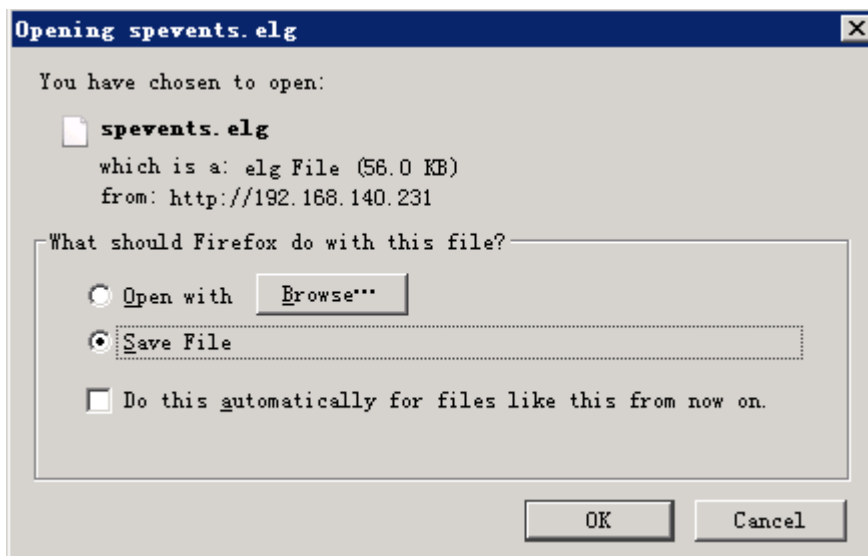 Opening spevents.elg
You have chosen to open:
spevents.elg
which is a: elg File (56.0 KB)
from: http://192.168.140.231
What should Firefox do with this file?
Open with Browse…
Save File
Do this automatically for files like this from now on.
OK Cancel